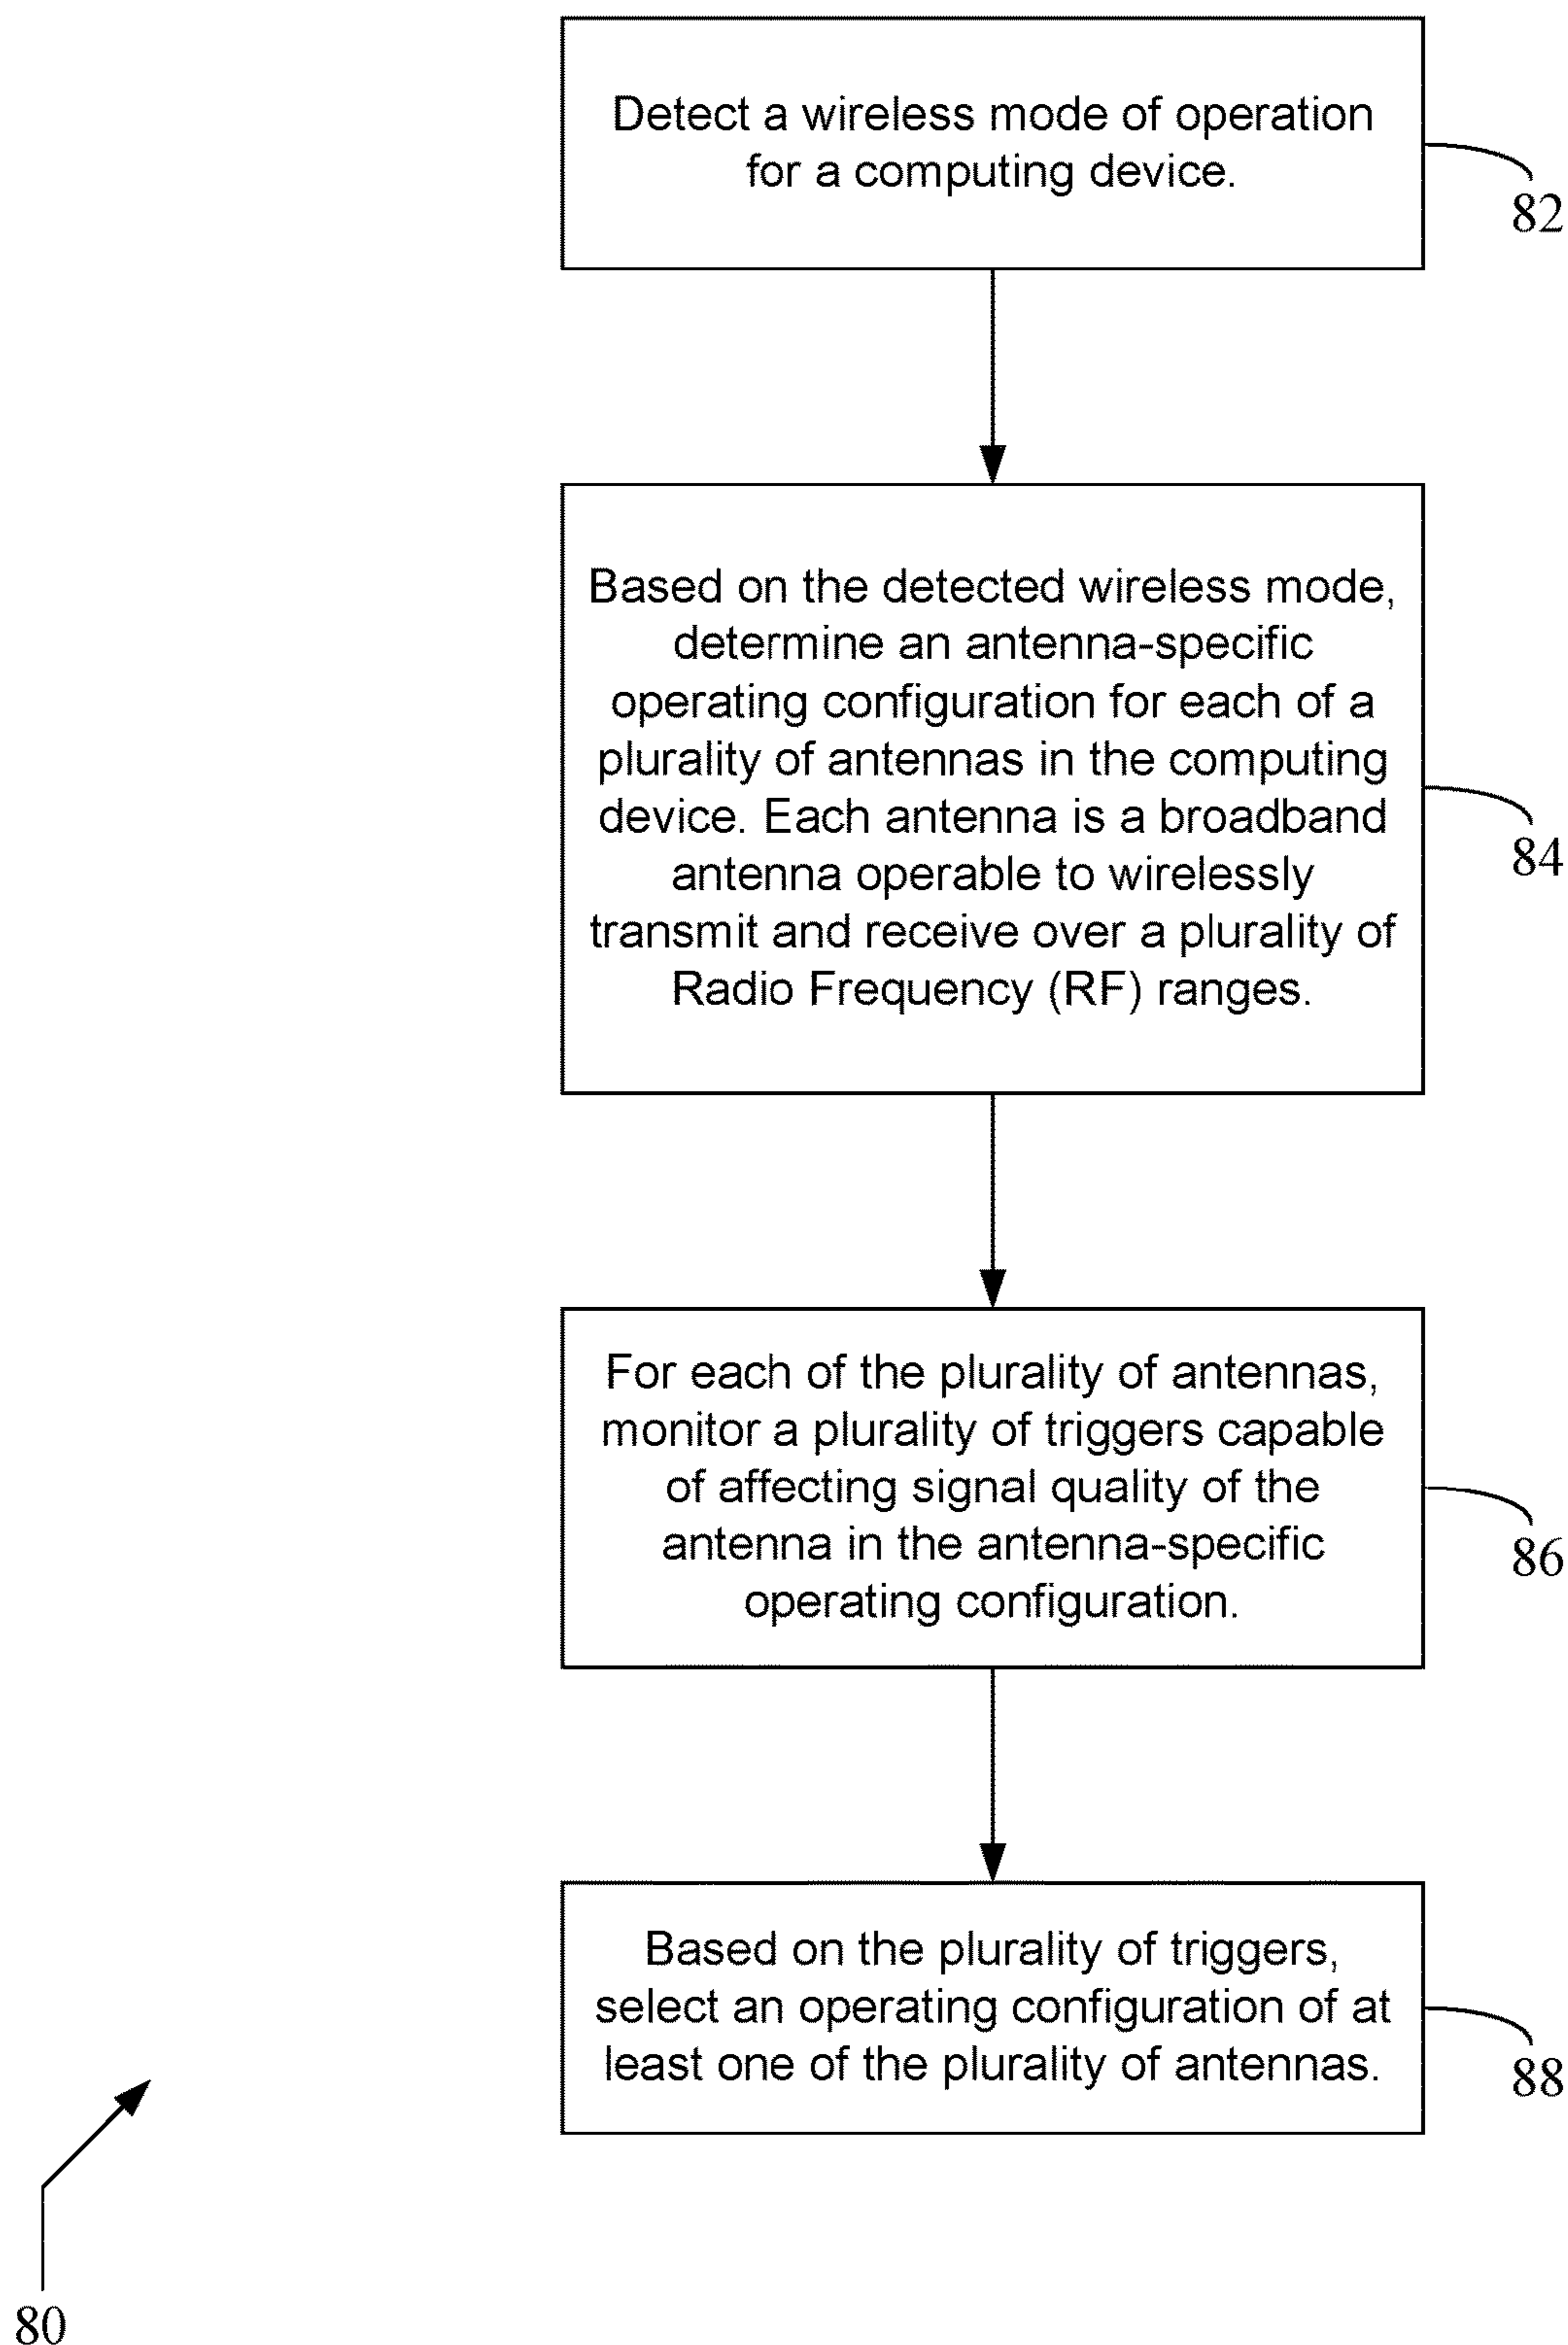 Detect a wireless mode of operation
for a computing device.
82
Based on the detected wireless mode,
determine an antenna-specific
operating configuration for each of a
plurality of antennas in the computing
device. Each antenna is a broadband
antenna operable to wirelessly
transmit and receive over a plurality of
Radio Frequency (RF) ranges.
84
For each of the plurality of antennas,
monitor a plurality of triggers capable
of affecting signal quality of the
antenna in the antenna-specific
operating configuration.
86
Based on the plurality of triggers,
select an operating configuration of at
least one of the plurality of antennas.
88
80